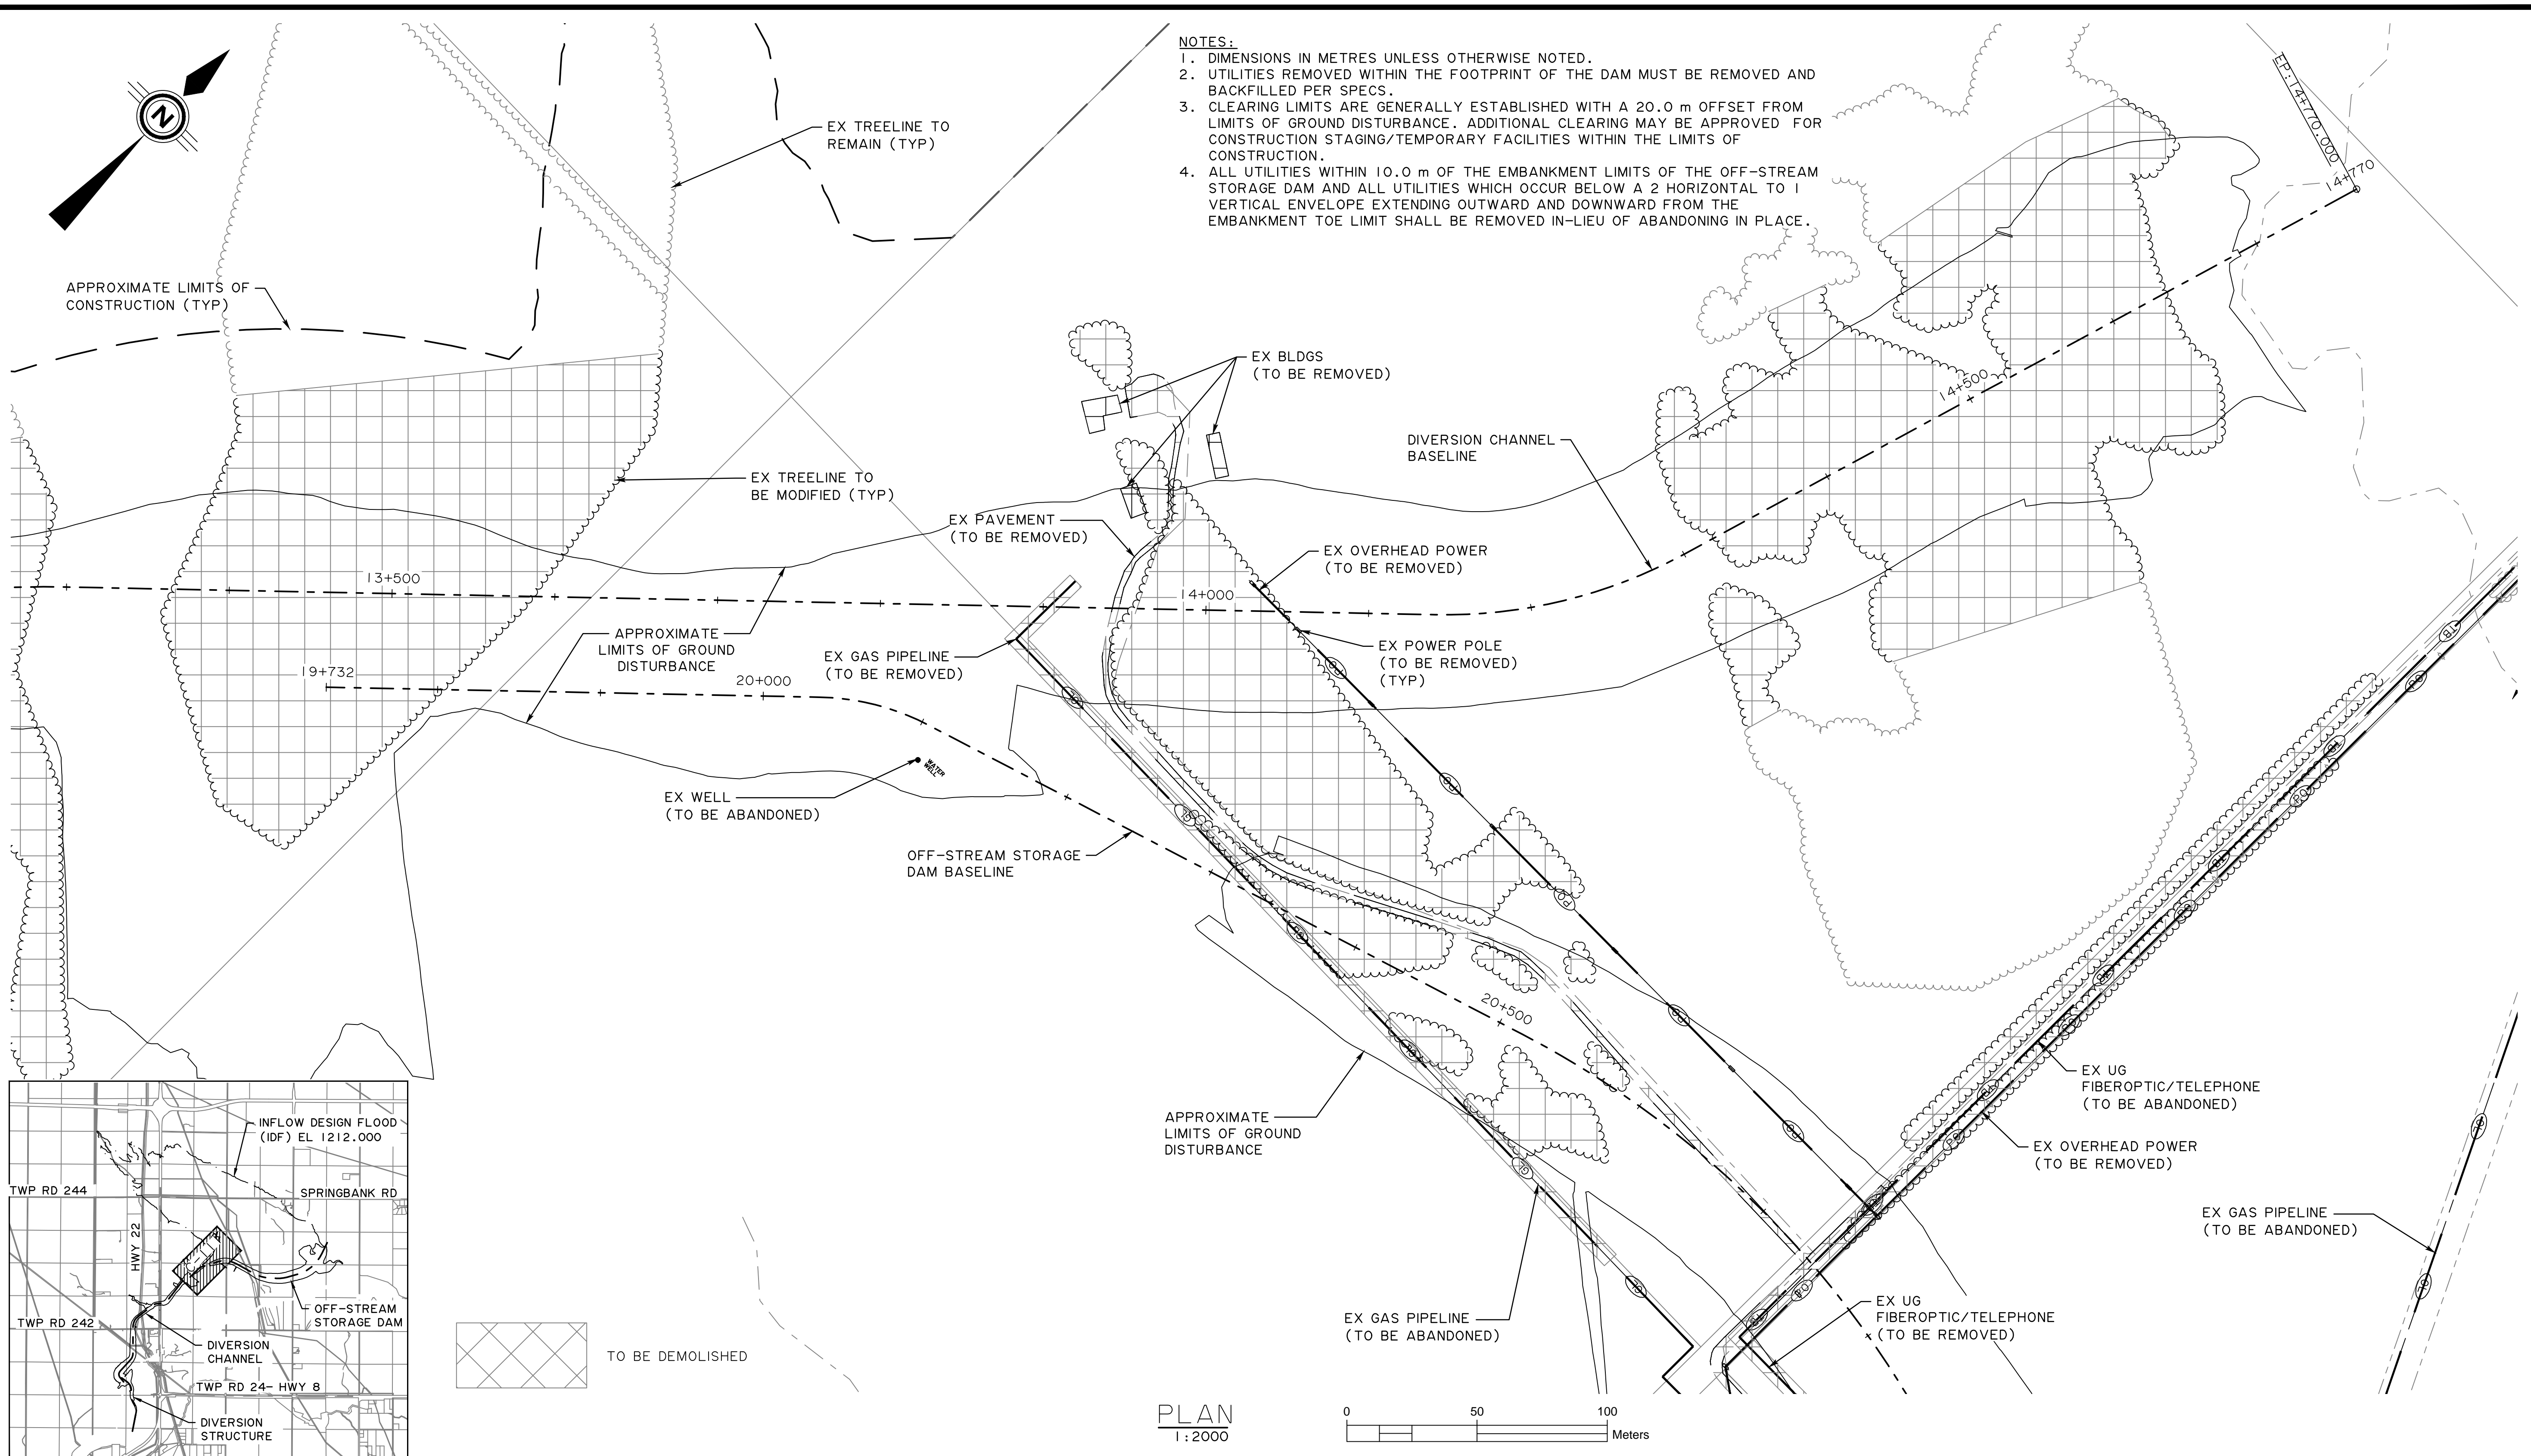 NOTES:
1. DIMENSIONS IN METRES UNLESS OTHERWISE NOTED.
2. UTILITIES REMOVED WITHIN THE FOOTPRINT OF THE DAM MUST BE REMOVED AND
BACKFILLED PER SPECS.
3. CLEARING LIMITS ARE GENERALLY ESTABLISHED WITH A 20.0 m OFFSET FROM
LIMITS OF GROUND DISTURBANCE. ADDITIONAL CLEARING MAY BE APPROVED FOR
CONSTRUCTION STAGING/TEMPORARY FACILITIES WITHIN THE LIMITS OF
CONSTRUCTION.
4. ALL UTILITIES WITHIN 10.0 m OF THE EMBANKMENT LIMITS OF THE OFF-STREAM
STORAGE DAM AND ALL UTILITIES WHICH OCCUR BELOW A 2 HORIZONTAL TO 1
VERTICAL ENVELOPE EXTENDING OUTWARD AND DOWNWARD FROM THE
EMBANKMENT TOE LIMIT SHALL BE REMOVED IN-LIEU OF ABANDONING IN PLACE.
N
EP:14+770.000
14+770
EX TREELINE TO
REMAIN (TYP)
APPROXIMATE LIMITS OF
CONSTRUCTION (TYP)
EX BLDGS
(TO BE REMOVED)
14+500
DIVERSION CHANNEL
BASELINE
EX TREELINE TO
BE MODIFIED (TYP)
EX PAVEMENT
(TO BE REMOVED)
EX OVERHEAD POWER
(TO BE REMOVED)
13+500
14+000
APPROXIMATE
LIMITS OF GROUND
DISTURBANCE
EX GAS PIPELINE
(TO BE REMOVED)
EX POWER POLE
(TO BE REMOVED)
(TYP)
19+732
20+000
WATER
WELL
EX WELL
(TO BE ABANDONED)
OFF-STREAM STORAGE
DAM BASELINE
20+500
APPROXIMATE
LIMITS OF GROUND
DISTURBANCE
EX UG
FIBEROPTIC/TELEPHONE
(TO BE ABANDONED)
EX OVERHEAD POWER
(TO BE REMOVED)
EX GAS PIPELINE
(TO BE ABANDONED)
EX GAS PIPELINE
(TO BE ABANDONED)
EX UG
FIBEROPTIC/TELEPHONE
(TO BE REMOVED)
INFLOW DESIGN FLOOD
(IDF) EL 1212.000
TWP RD 244
SPRINGBANK RD
HWY 22
OFF-STREAM
STORAGE DAM
TWP RD 242
DIVERSION
CHANNEL
TWP RD 24- HWY 8
DIVERSION
STRUCTURE
TO BE DEMOLISHED
PLAN
1:2000
0 50 100
Meters